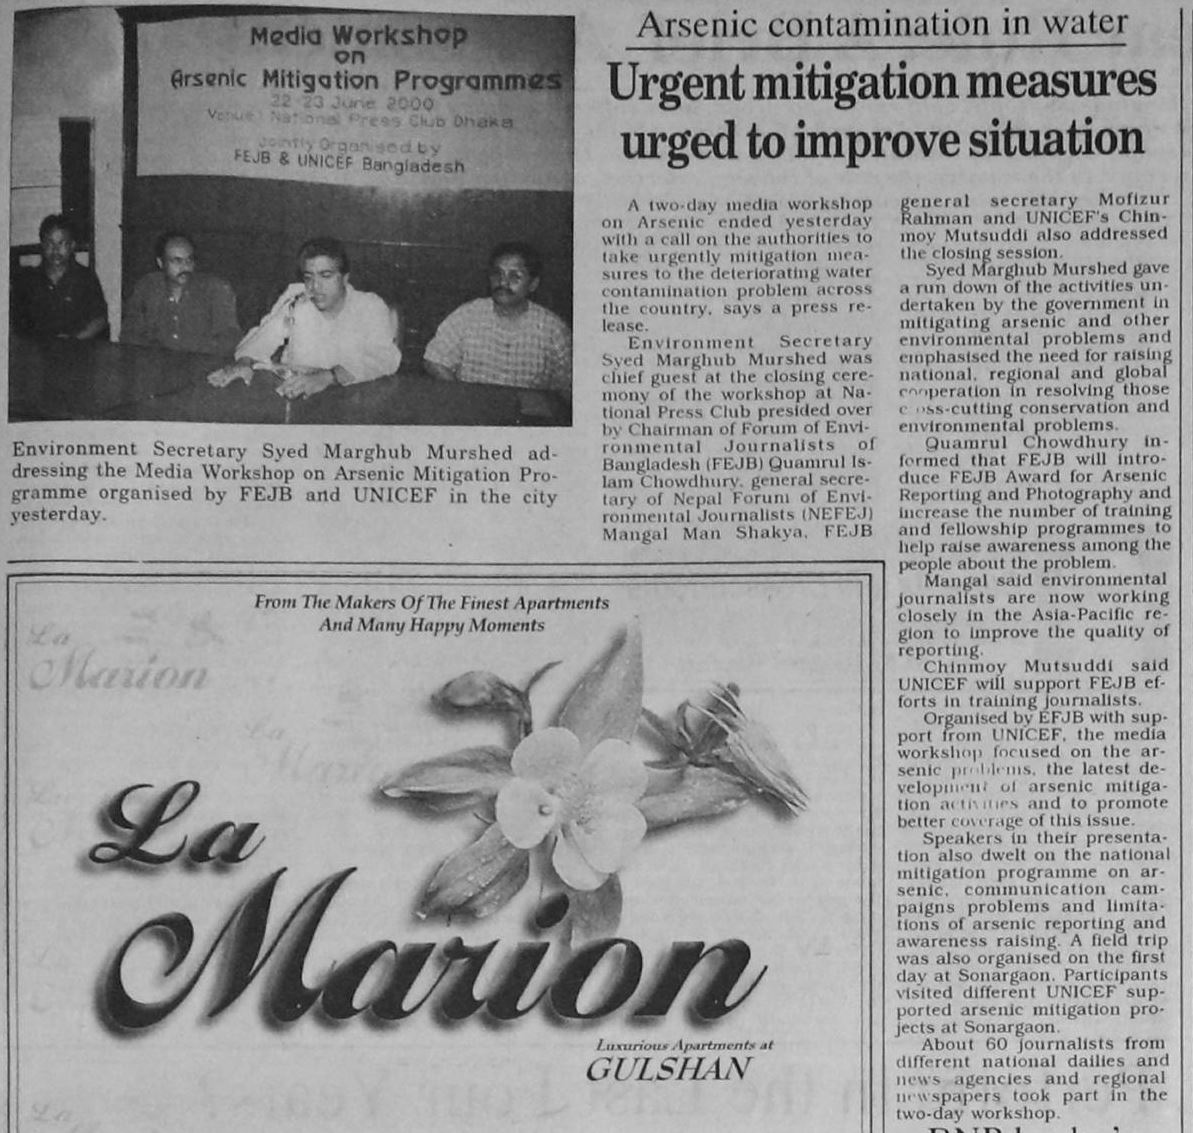 Media Workshop
on
Arsenic Mitigation Programmes
22-23 June 2000
Venue: National Press Club Dhaka
Jointly Organised by
FEJB & UNICEF Bangladesh
Environment Secretary Syed Marghub Murshed ad-
dressing the Media Workshop on Arsenic Mitigation Pro-
gramme organised by FEJB and UNICEF in the city
yesterday.
Arsenic contamination in water
Urgent mitigation measures
urged to improve situation
A two-day media workshop
on Arsenic ended yesterday
with a call on the authorities to
take urgently mitigation mea-
sures to the deteriorating water
contamination problem across
the country, says a press re-
lease.
Environment Secretary
Syed Marghub Murshed was
chief guest at the closing cere-
mony of the workshop at Na-
tional Press Club presided over
by Chairman of Forum of Envi-
ronmental Journalists of
Bangladesh (FEJB) Quamrul Is-
lam Chowdhury, general secre-
tary of Nepal Forum of Envi-
ronmental Journalists (NEFEJ)
Mangal Man Shakya, FEJB
general secretary Mofizur
Rahman and UNICEF's Chin-
moy Mutsuddi also addressed
the closing session.
Syed Marghub Murshed gave
a run down of the activities un-
dertaken by the government in
mitigating arsenic and other
environmental problems and
emphasised the need for raising
national, regional and global
cooperation in resolving those
cross-cutting conservation and
environmental problems.
Quamrul Chowdhury in-
formed that FEJB will intro-
duce FEJB Award for Arsenic
Reporting and Photography and
increase the number of training
and fellowship programmes to
help raise awareness among the
people about the problem.
Mangal said environmental
journalists are now working
closely in the Asia-Pacific re-
gion to improve the quality of
reporting.
Chinmoy Mutsuddi said
UNICEF will support FEJB ef-
forts in training journalists.
Organised by EFJB with sup-
port from UNICEF, the media
workshop focused on the ar-
senic problems, the latest de-
velopment of arsenic mitiga-
tion activities and to promote
better coverage of this issue.
Speakers in their presenta-
tion also dwelt on the national
mitigation programme on ar-
senic, communication cam-
paigns problems and limita-
tions of arsenic reporting and
awareness raising. A field trip
was also organised on the first
day at Sonargaon. Participants
visited different UNICEF sup-
ported arsenic mitigation pro-
jects at Sonargaon.
About 60 journalists from
different national dailies and
news agencies and regional
newspapers took part in the
two-day workshop.
From The Makers Of The Finest Apartments
And Many Happy Moments
La
Marion
La
Marion
La
Marion
Luxurious Apartments at
GULSHAN